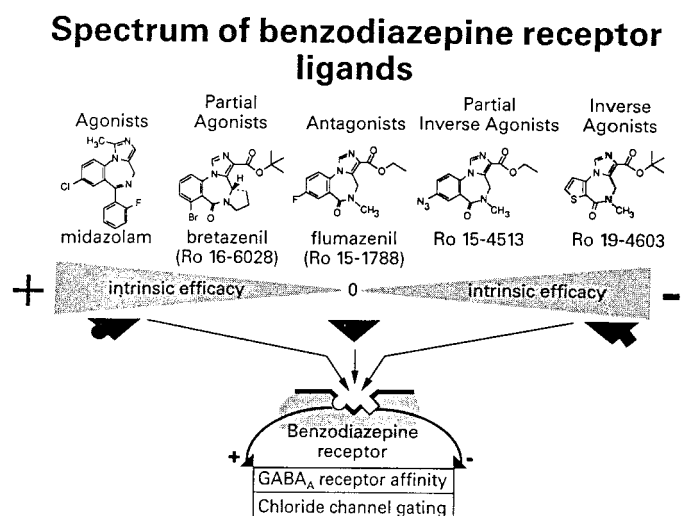 Spectrum of benzodiazepine receptor
ligands
Agonists
Partial
Agonists
Antagonists
Partial
Inverse Agonists
Inverse
Agonists
H₃C
N
N
N
Cl
F
N
N
O
O
H
N
Br
O
N
N
O
O
F
N
O
CH₃
N
N
O
O
N₃
N
O
CH₃
N
N
O
O
S
N
O
CH₃
midazolam
bretazenil
(Ro 16-6028)
flumazenil
(Ro 15-1788)
Ro 15-4513
Ro 19-4603
+ intrinsic efficacy 0 intrinsic efficacy -
Benzodiazepine
receptor
+ -
GABA_A receptor affinity
Chloride channel gating